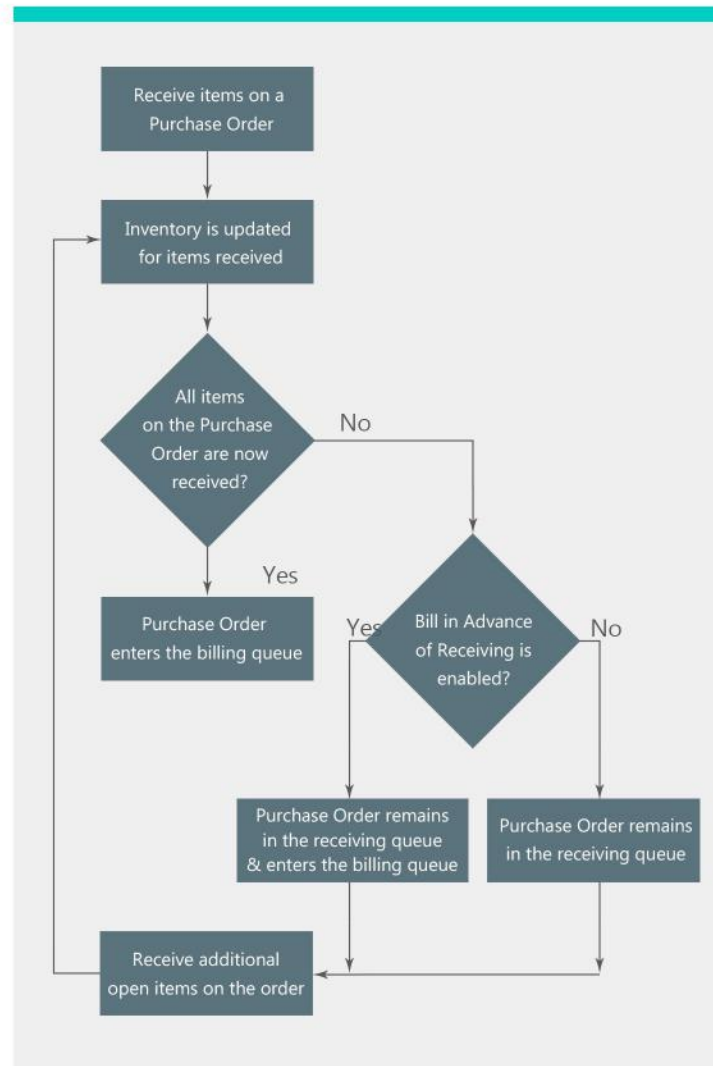 Receive items on a
Purchase Order
Inventory is updated
for items received
All items
on the Purchase
Order are now
received?
No
Yes
Purchase Order
enters the billing queue
Bill in Advance
of Receiving is
enabled?
Yes
No
Purchase Order remains
in the receiving queue
& enters the billing queue
Purchase Order remains
in the receiving queue
Receive additional
open items on the order